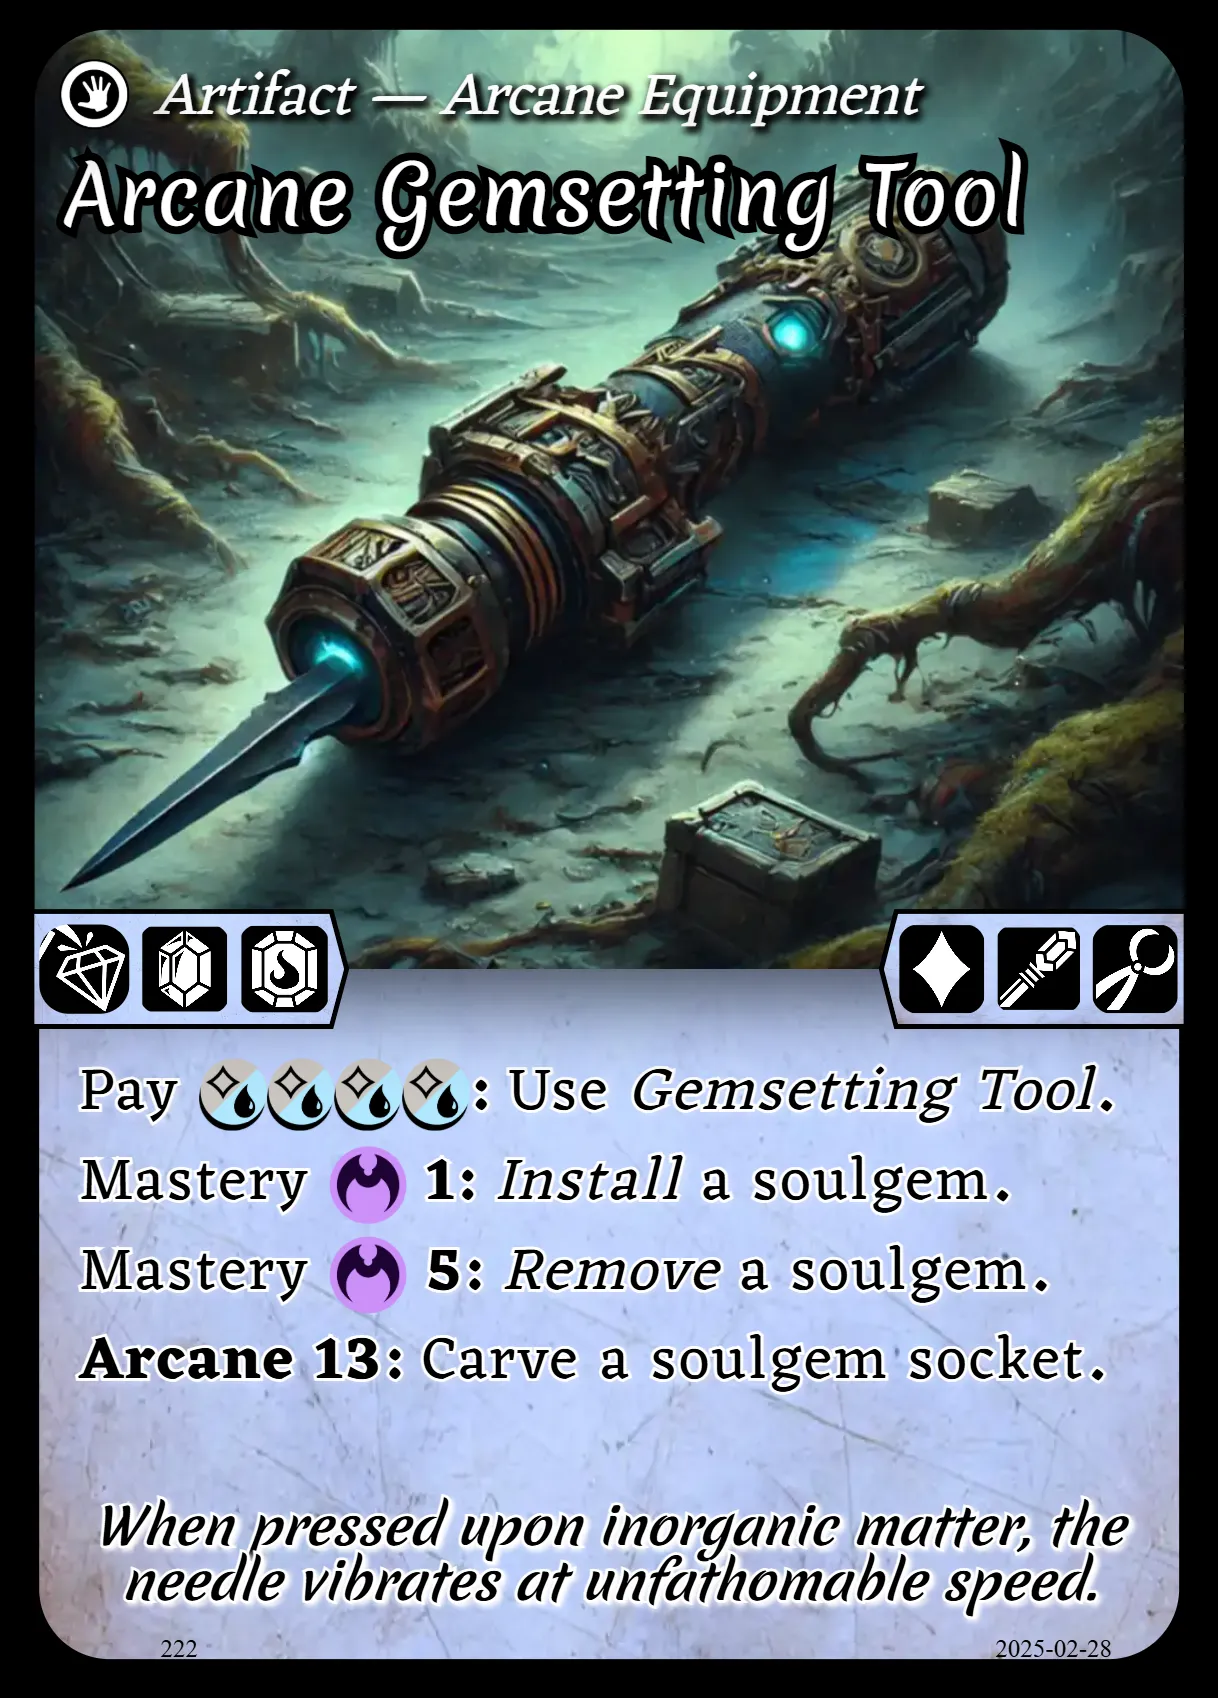 Artifact — Arcane Equipment
Arcane Gemsetting Tool
Pay : Use Gemsetting Tool.
Mastery 1: Install a soulgem.
Mastery 5: Remove a soulgem.
Arcane 13: Carve a soulgem socket.
When pressed upon inorganic matter, the
needle vibrates at unfathomable speed.
222
2025-02-28